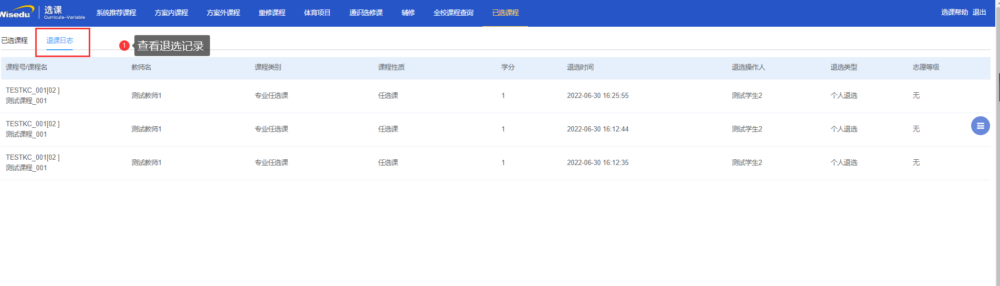 Wisedu 选课
Curricula-Variable
系统推荐课程 方案内课程 方案外课程 重修课程 体育项目 通识选修课 辅修 全校课程查询 已选课程 选课帮助 退出
已选课程 退课日志 1 查看退选记录
课程号/课程名 教师名 课程类别 课程性质 学分 退选时间 退选操作人 退选类型 志愿等级
TESTKC_001[02 ]
测试课程_001 测试教师1 专业任选课 任选课 1 2022-06-30 16:25:55 测试学生2 个人退选 无
TESTKC_001[02 ]
测试课程_001 测试教师1 专业任选课 任选课 1 2022-06-30 16:12:44 测试学生2 个人退选 无
TESTKC_001[02 ]
测试课程_001 测试教师1 专业任选课 任选课 1 2022-06-30 16:12:35 测试学生2 个人退选 无